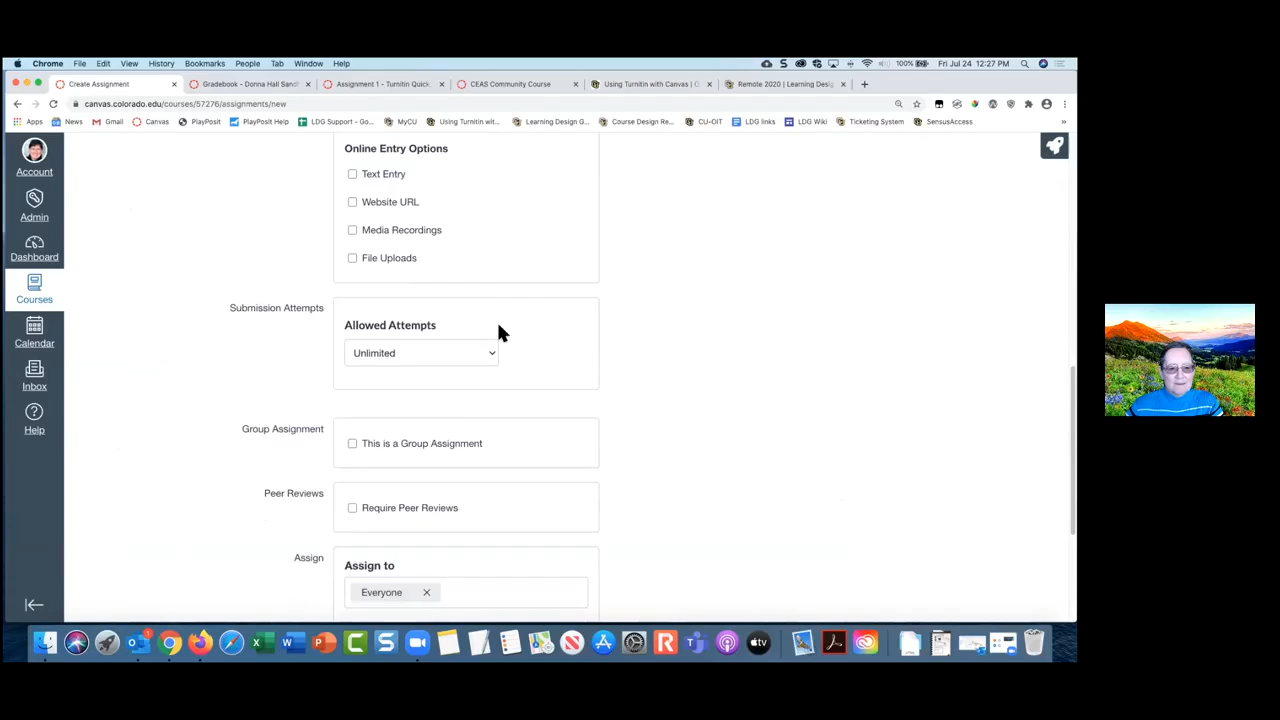 Chrome File Edit View History Bookmarks People Tab Window Help 100% Fri Jul 24 12:27 PM
Create Assignment Gradebook - Donna Hall Sand Assignment 1 - Turnitin Quick CEAS Community Course Using Turnitin with Canvas | O Remote 2020 | Learning Desig
canvas.colorado.edu/courses/57276/assignments/new
Apps News Gmail Canvas PlayPosit PlayPosit Help LDG Support - Go... MyCU Using Turnitin wit... Learning Design G... Course Design Re... CU-OIT LDG links LDG Wiki Ticketing System SensusAccess
Account
Admin
Dashboard
Courses
Calendar
Inbox
Help
Online Entry Options
Text Entry
Website URL
Media Recordings
File Uploads
Submission Attempts
Allowed Attempts
Unlimited
Group Assignment
This is a Group Assignment
Peer Reviews
Require Peer Reviews
Assign
Assign to
Everyone